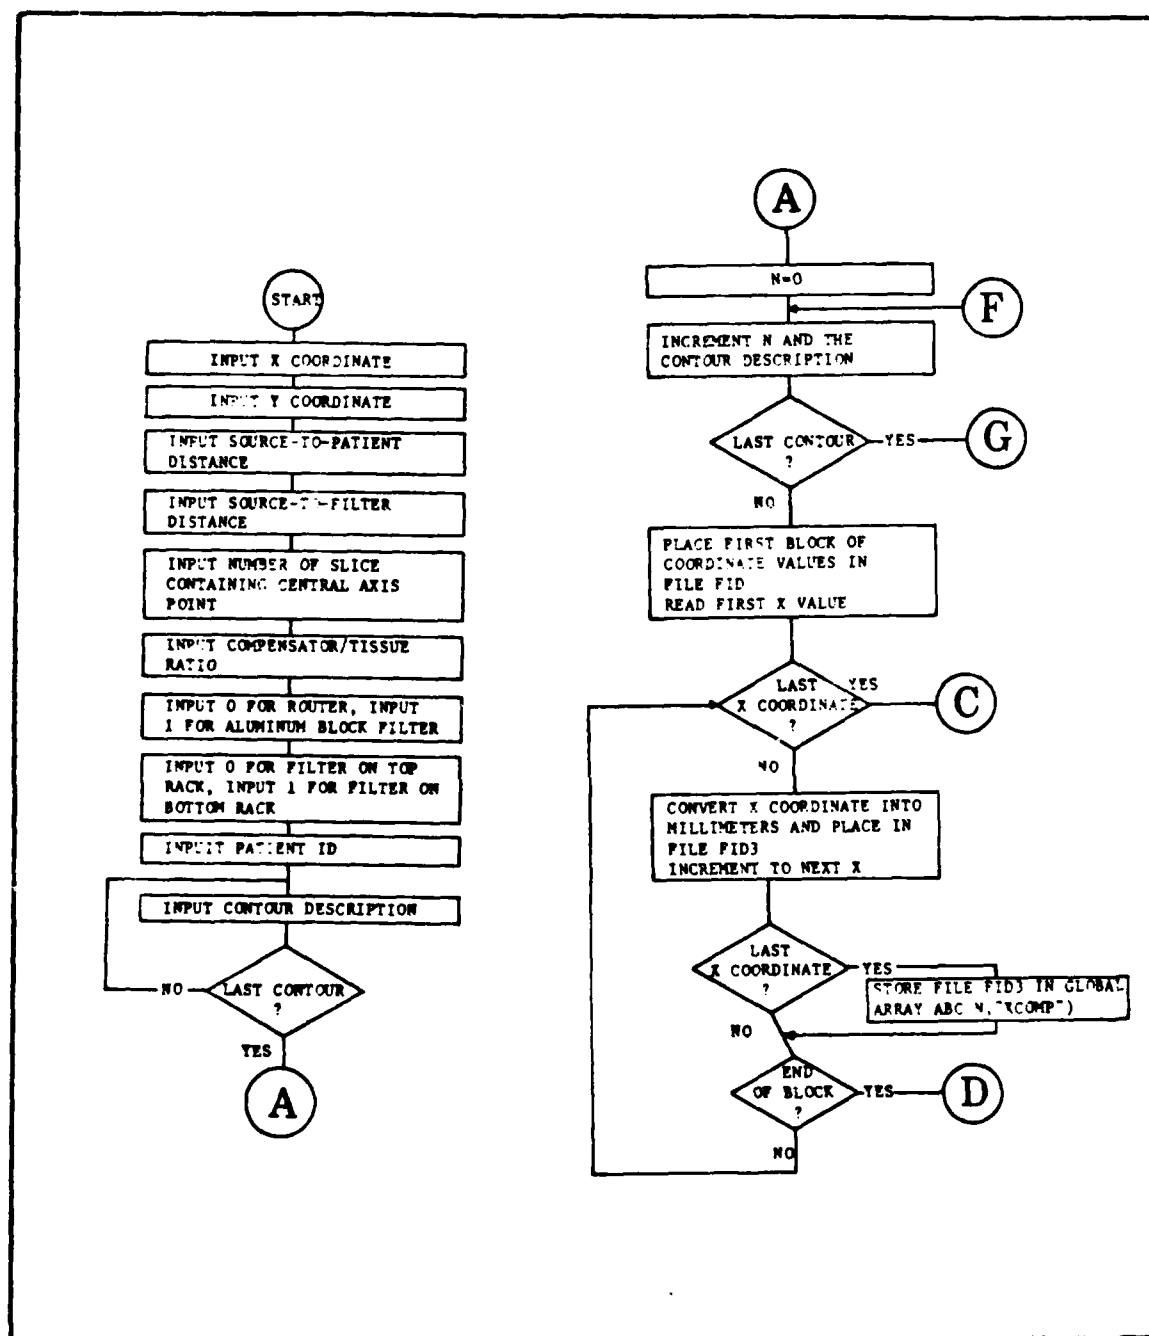 START
INPUT X COORDINATE
INPUT Y COORDINATE
INPUT SOURCE-TO-PATIENT
DISTANCE
INPUT SOURCE-TO-FILTER
DISTANCE
INPUT NUMBER OF SLICE
CONTAINING CENTRAL AXIS
POINT
INPUT COMPENSATOR/TISSUE
RATIO
INPUT 0 FOR ROUTER, INPUT
1 FOR ALUMINUM BLOCK FILTER
INPUT 0 FOR FILTER ON TOP
RACK, INPUT 1 FOR FILTER ON
BOTTOM RACK
INPUIT PATIENT ID
INPUT CONTOUR DESCRIPTION
NO
LAST CONTOUR
?
YES
A
A
N=0
F
INCREMENT N AND THE
CONTOUR DESCRIPTION
LAST CONTOUR
?
YES
G
NO
PLACE FIRST BLOCK OF
COORDINATE VALUES IN
FILE FID
READ FIRST X VALUE
LAST
X COORDINATE
?
YES
C
NO
CONVERT X COORDINATE INTO
MILLIMETERS AND PLACE IN
FILE FID3
INCREMENT TO NEXT X
LAST
X COORDINATE
?
YES
STORE FILE FID3 IN GLOBAL
ARRAY ABC N,"XCOMP")
NO
END
OF BLOCK
?
YES
D
NO